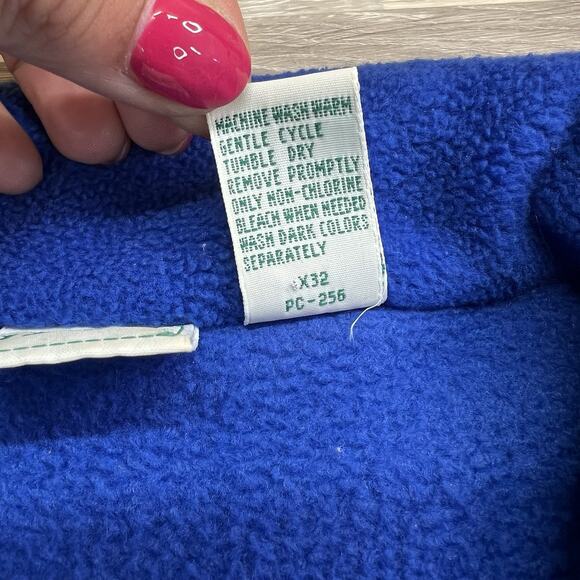 MACHINE WASH WARM
GENTLE CYCLE
TUMBLE DRY
REMOVE PROMPTLY
ONLY NON-CHLORINE
BLEACH WHEN NEEDED
WASH DARK COLORS
SEPARATELY
X32
PC-256